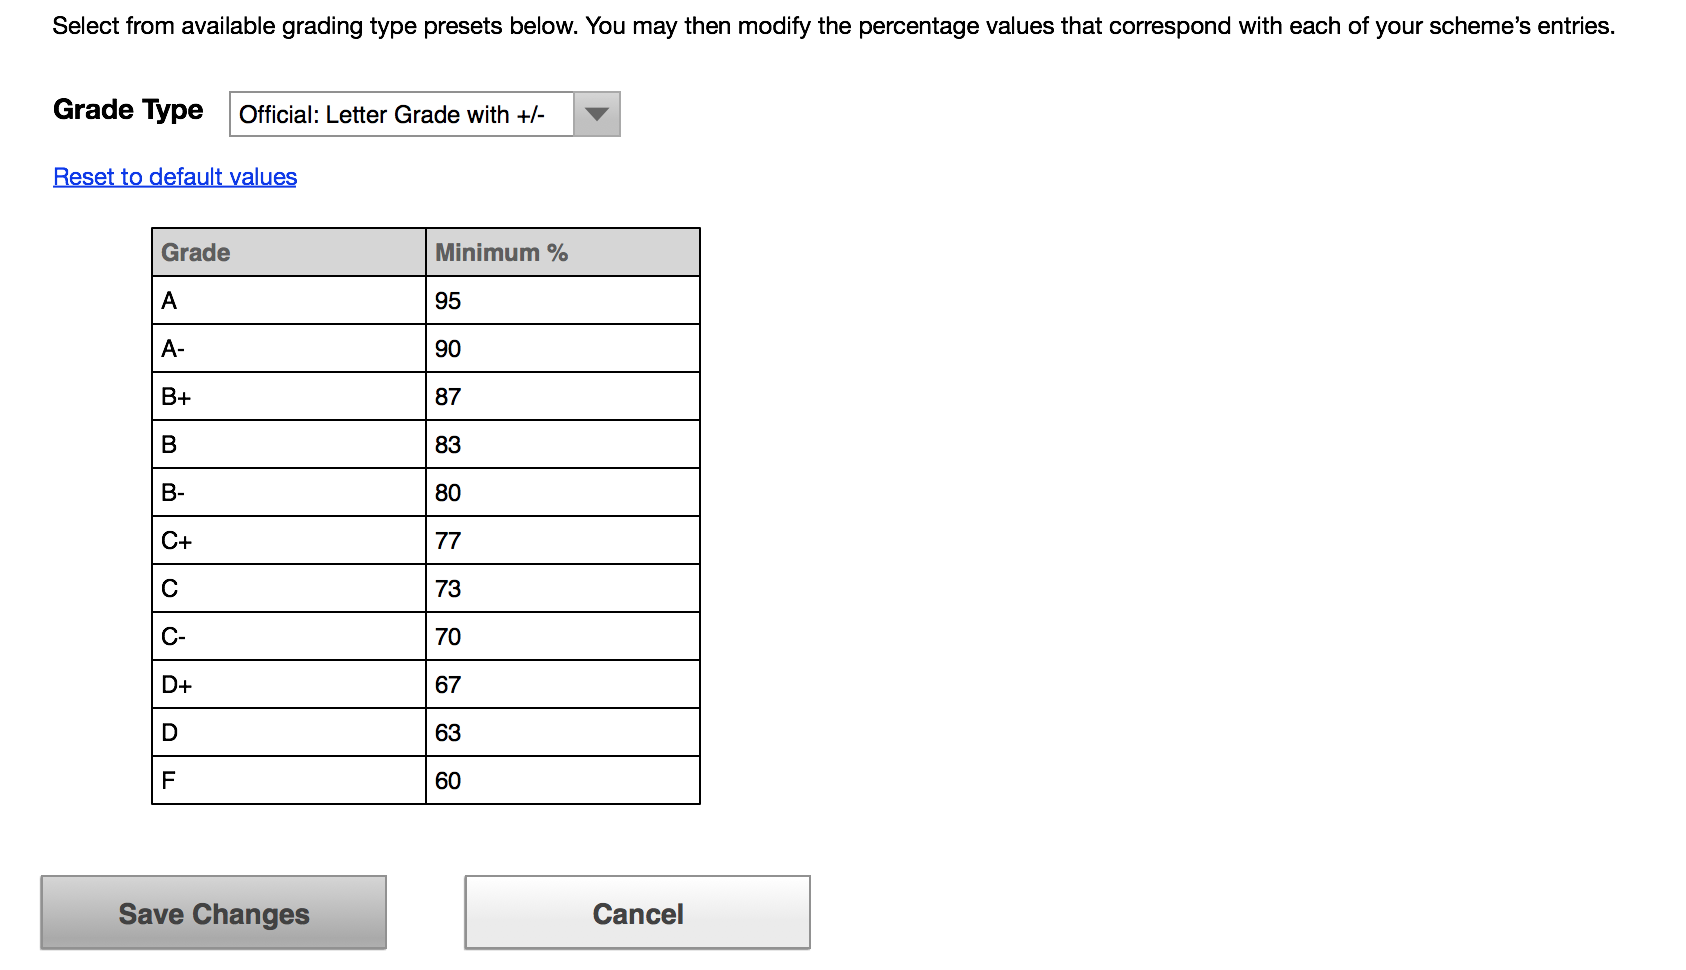 Select from available grading type presets below. You may then modify the percentage values that correspond with each of your scheme’s entries.
Grade Type Official: Letter Grade with +/-
Reset to default values
Grade Minimum %
A 95
A- 90
B+ 87
B 83
B- 80
C+ 77
C 73
C- 70
D+ 67
D 63
F 60
Save Changes Cancel